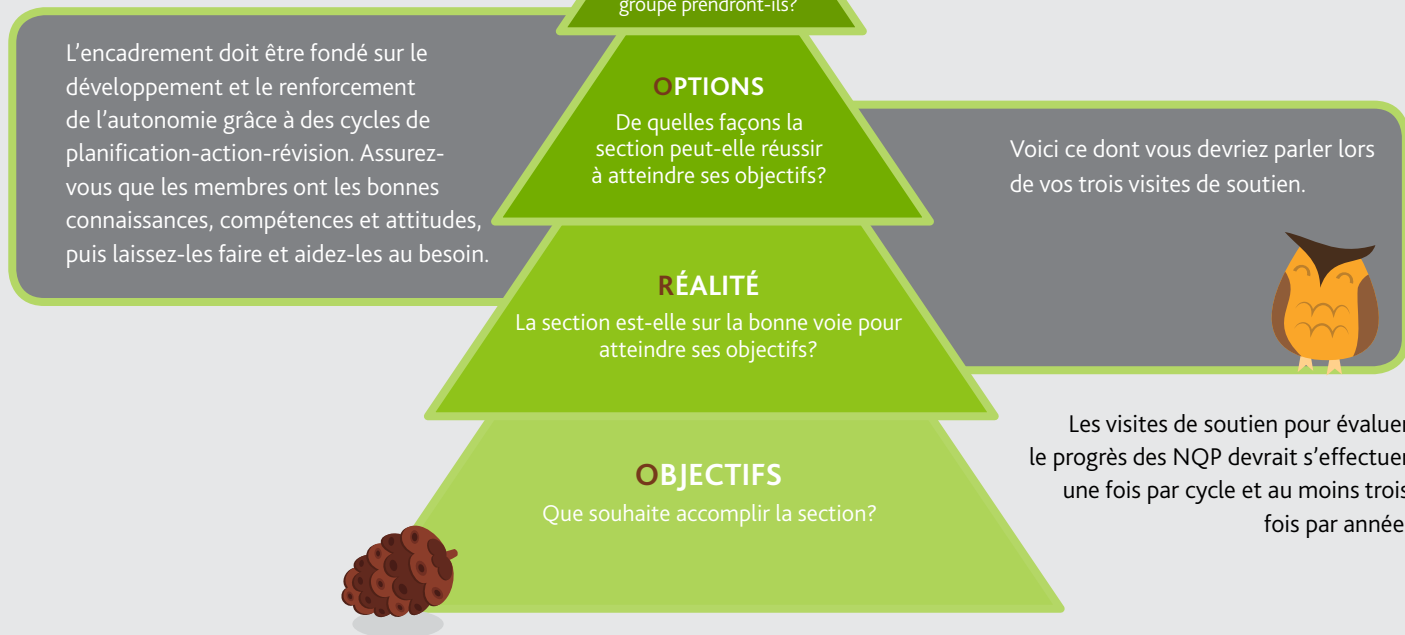 groupe prendront-ils?
L'encadrement doit être fondé sur le
développement et le renforcement
de l'autonomie grâce à des cycles de
planification-action-révision. Assurez-
vous que les membres ont les bonnes
connaissances, compétences et attitudes,
puis laissez-les faire et aidez-les au besoin.
OPTIONS
De quelles façons la
section peut-elle réussir
à atteindre ses objectifs?
Voici ce dont vous devriez parler lors
de vos trois visites de soutien.
RÉALITÉ
La section est-elle sur la bonne voie pour
atteindre ses objectifs?
OBJECTIFS
Que souhaite accomplir la section?
Les visites de soutien pour évaluer
le progrès des NQP devrait s'effectuer
une fois par cycle et au moins trois
fois par année